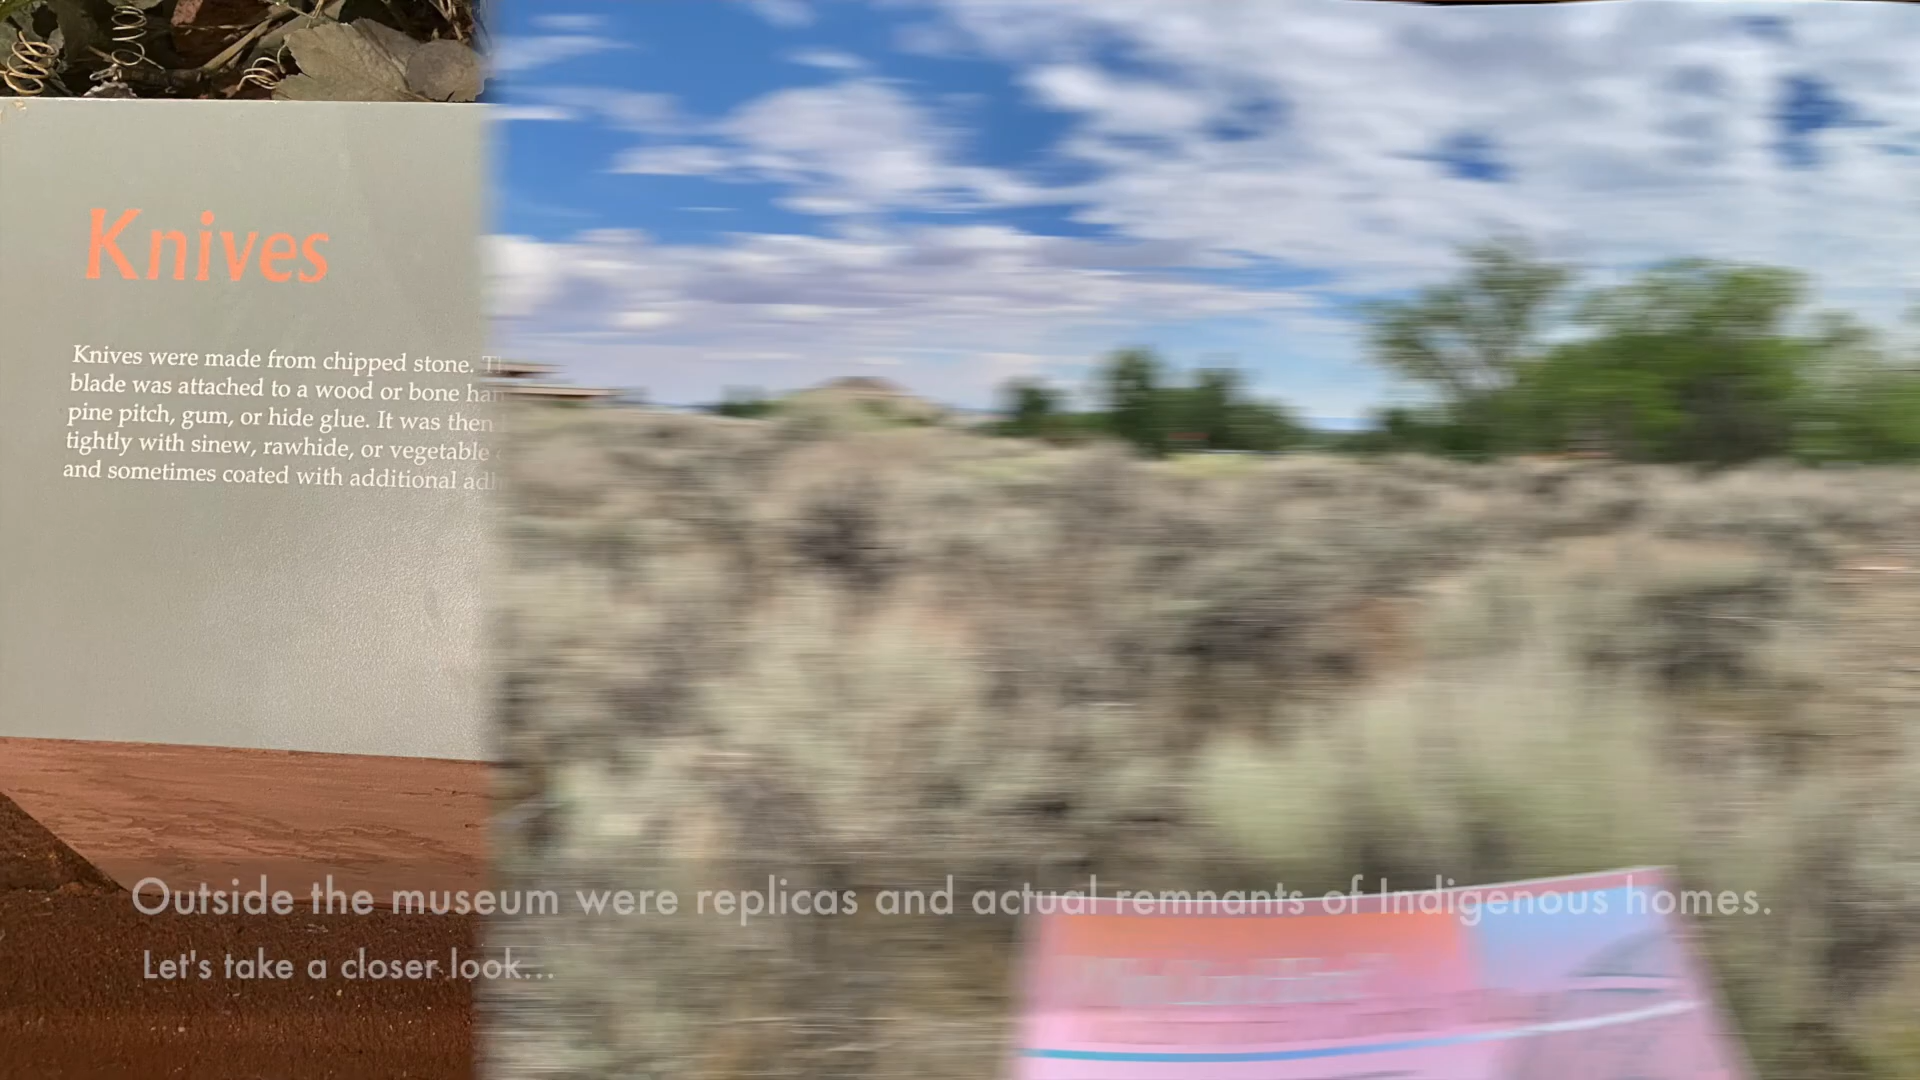 Knives
Knives were made from chipped stone.
blade was attached to a wood or bone
pine pitch, gum, or hide glue. It was then
tightly with sinew, rawhide, or vegetable
and sometimes coated with additional
Outside the museum were replicas and actual remnants of Indigenous homes.
Let's take a closer look...